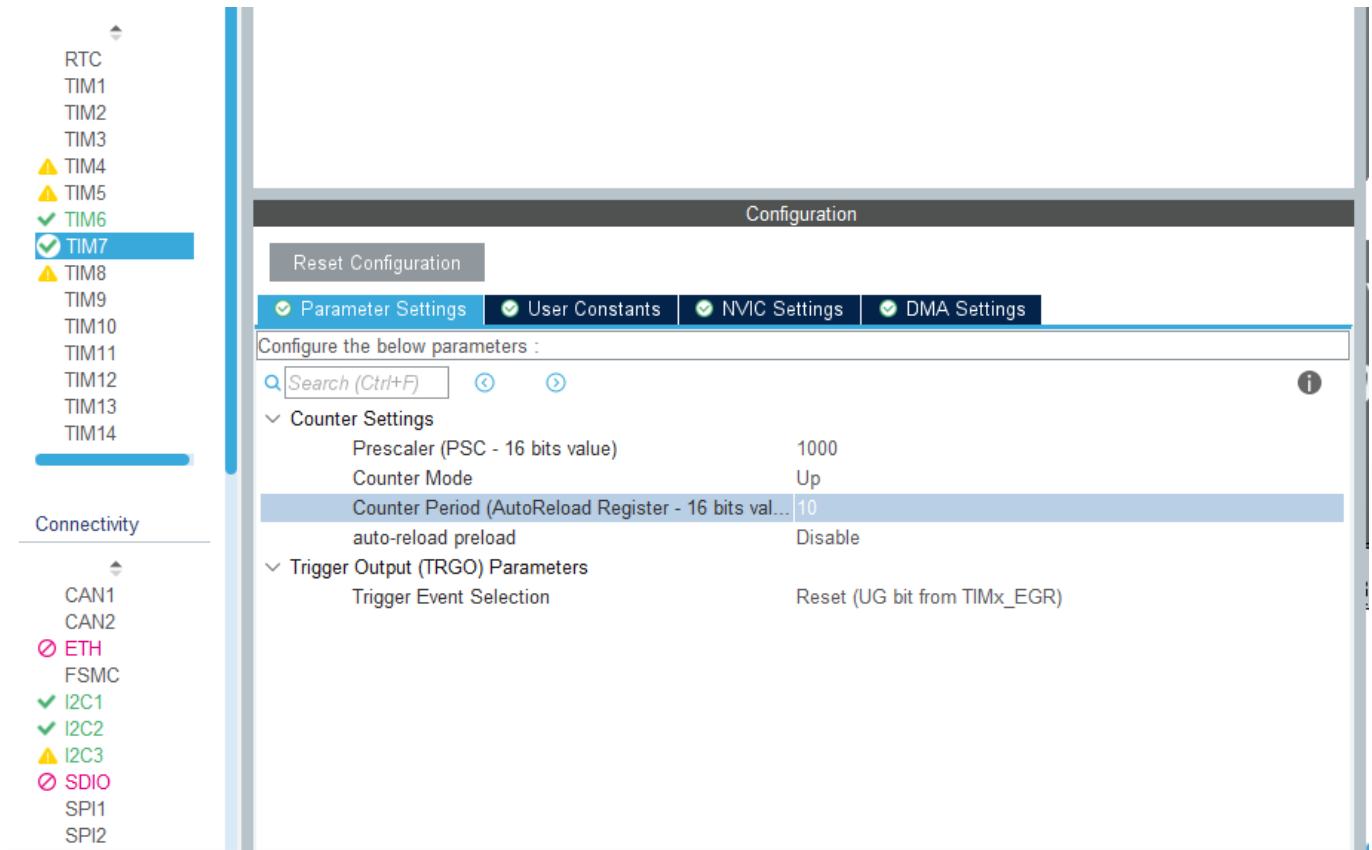 RTC
TIM1
TIM2
TIM3
TIM4
TIM5
TIM6
TIM7
TIM8
TIM9
TIM10
TIM11
TIM12
TIM13
TIM14
Connectivity
CAN1
CAN2
ETH
FSMC
I2C1
I2C2
I2C3
SDIO
SPI1
SPI2
Configuration
Reset Configuration
Parameter Settings
User Constants
NVIC Settings
DMA Settings
Configure the below parameters :
Search (Ctrl+F)
Counter Settings
Prescaler (PSC - 16 bits value) 1000
Counter Mode Up
Counter Period (AutoReload Register - 16 bits val... 10
auto-reload preload Disable
Trigger Output (TRGO) Parameters
Trigger Event Selection Reset (UG bit from TIMx_EGR)